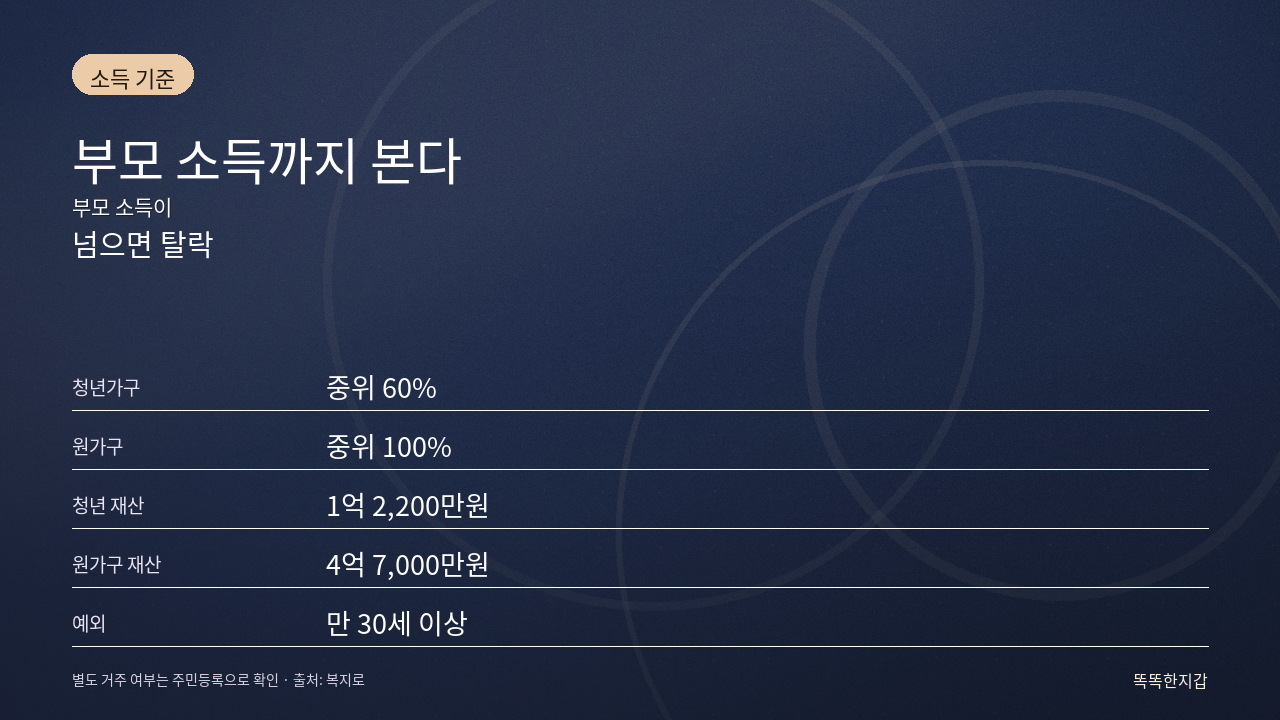 소득 기준
부모 소득까지 본다
부모 소득이
넘으면 탈락
청년가구 중위 60%
원가구 중위 100%
청년 재산 1억 2,200만원
원가구 재산 4억 7,000만원
예외 만 30세 이상
별도 거주 여부는 주민등록으로 확인 · 출처: 복지로
똑똑한지갑